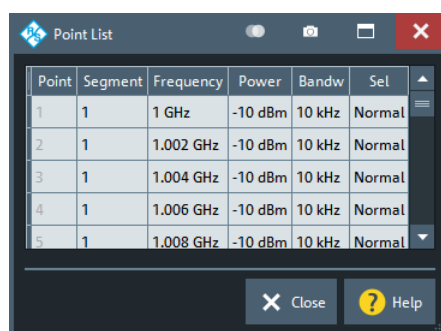 Point List
Point Segment Frequency Power Bandw Sel
1 1 1 GHz -10 dBm 10 kHz Normal
2 1 1.002 GHz -10 dBm 10 kHz Normal
3 1 1.004 GHz -10 dBm 10 kHz Normal
4 1 1.006 GHz -10 dBm 10 kHz Normal
5 1 1.008 GHz -10 dBm 10 kHz Normal
Close ? Help